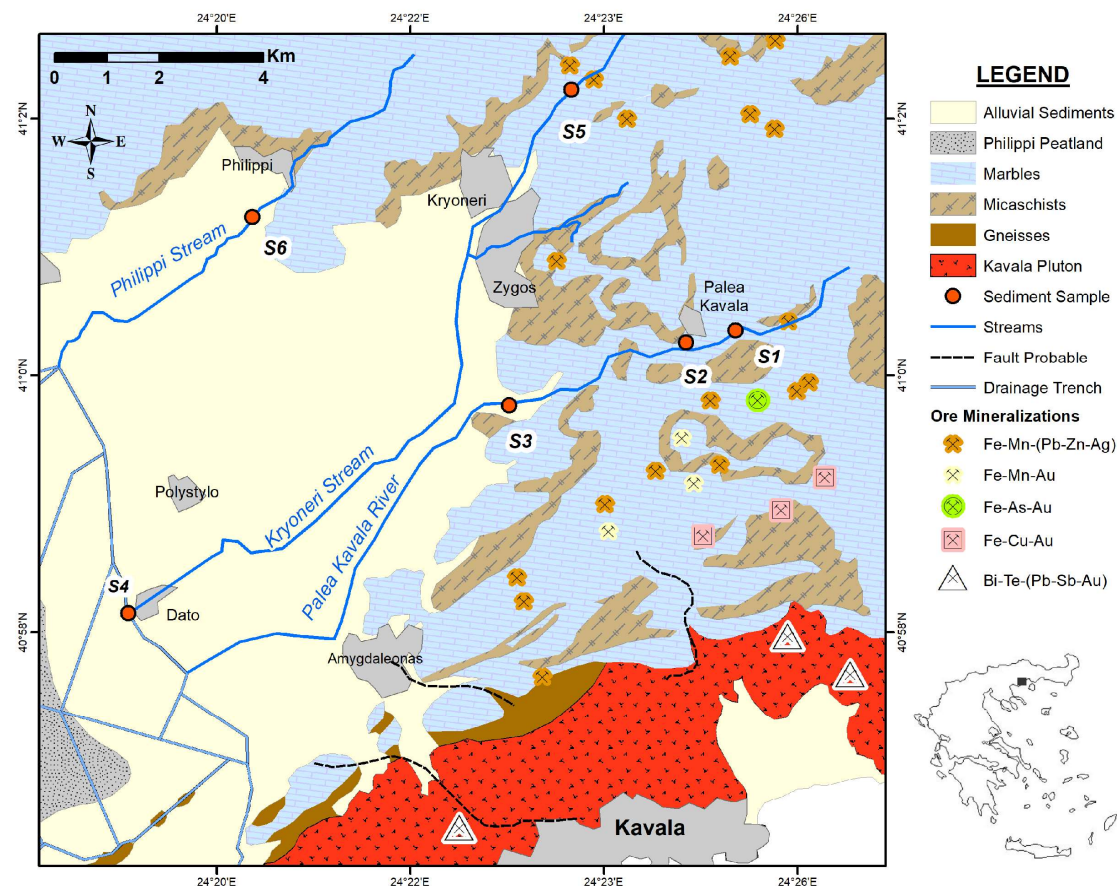 24°20'E 24°22'E 24°23'E 24°26'E
Km
0 1 2 4
N
W E
S
41°27'N
41°27'N
S5
Philippi
Kryoneri
S6
Philippi Stream
Zygos
Palea
Kavala
S1
S2
41°0'N
41°0'N
S3
Polystylo
Kryoneri Stream
Palea Kavala River
S4
Dato
40°58'N
40°58'N
Amygdaleonas
Kavala
24°20'E 24°22'E 24°23'E 24°26'E
LEGEND
Alluvial Sediments
Philippi Peatland
Marbles
Micaschists
Gneisses
Kavala Pluton
Sediment Sample
Streams
Fault Probable
Drainage Trench
Ore Mineralizations
Fe-Mn-(Pb-Zn-Ag)
Fe-Mn-Au
Fe-As-Au
Fe-Cu-Au
Bi-Te-(Pb-Sb-Au)